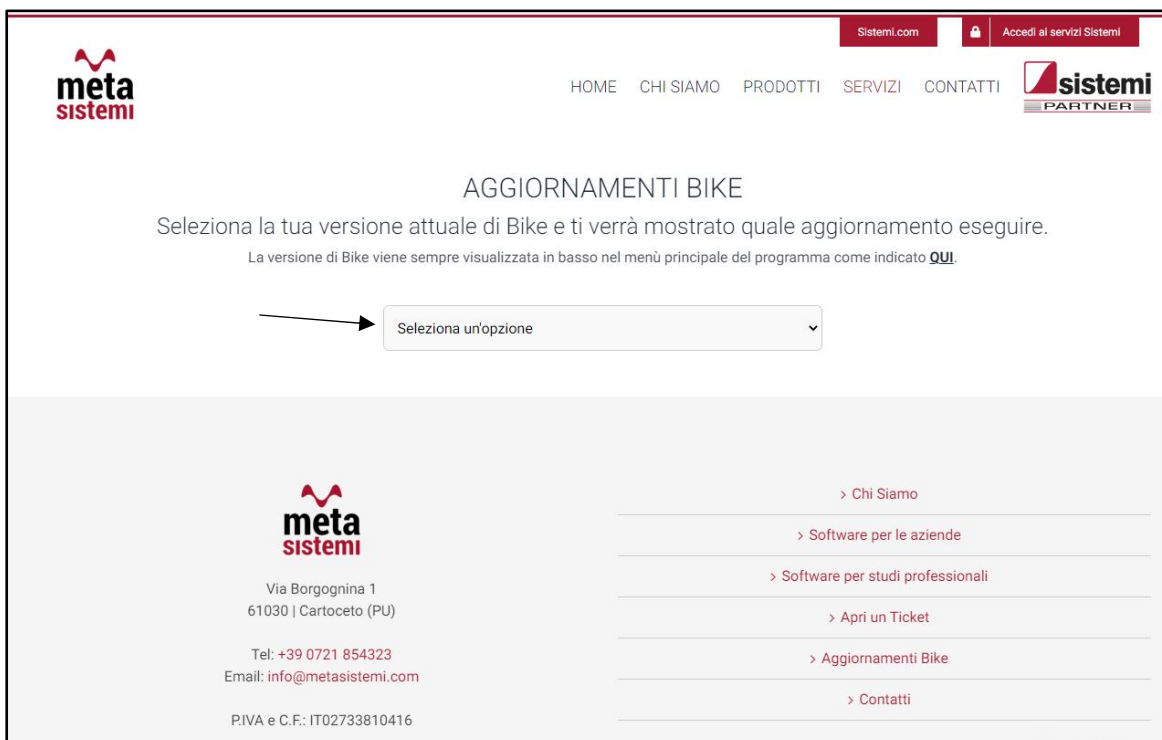 Sistemi.com
Accedi ai servizi Sistemi
meta
sistemi
HOME CHI SIAMO PRODOTTI SERVIZI CONTATTI
sistemi
PARTNER
AGGIORNAMENTI BIKE
Seleziona la tua versione attuale di Bike e ti verrà mostrato quale aggiornamento eseguire.
La versione di Bike viene sempre visualizzata in basso nel menù principale del programma come indicato QUI.
Seleziona un'opzione
meta
sistemi
Via Borgognina 1
61030 | Cartoceto (PU)
Tel: +39 0721 854323
Email: info@metasistemi.com
P.IVA e C.F.: IT02733810416
> Chi Siamo
> Software per le aziende
> Software per studi professionali
> Apri un Ticket
> Aggiornamenti Bike
> Contatti